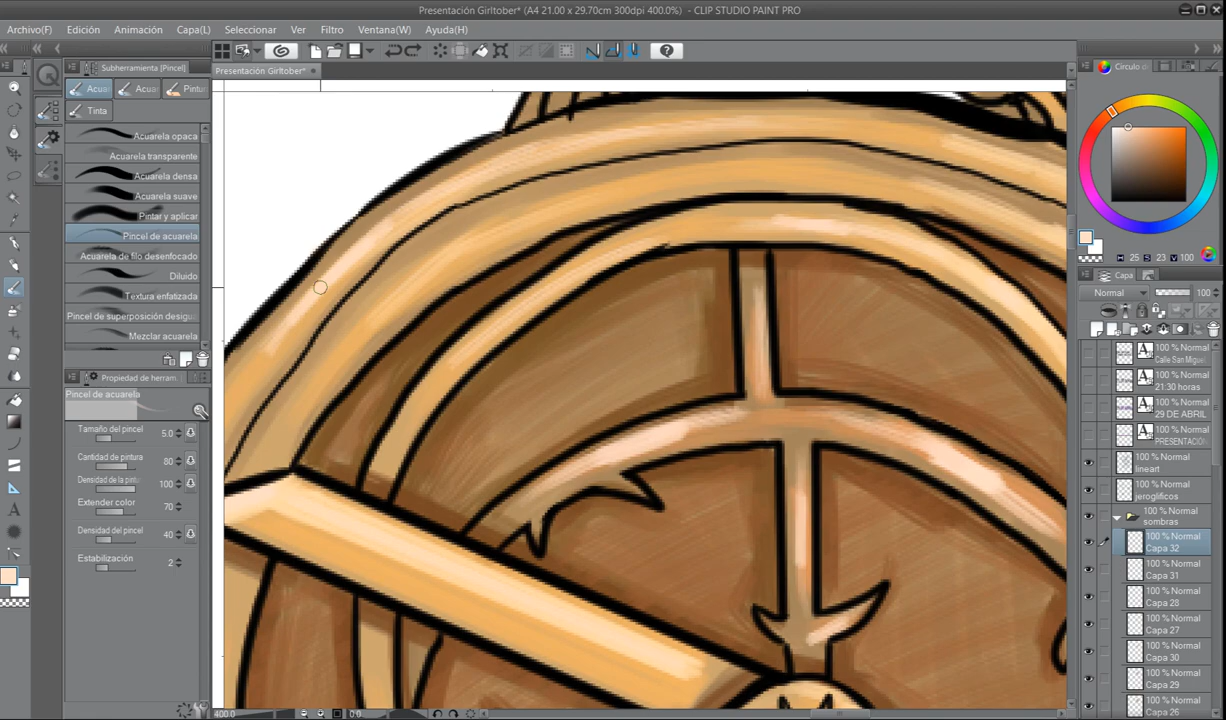 Presentación Girltober* (A4 21.00 x 29.70cm 300dpi 400.0%) - CLIP STUDIO PAINT PRO
Archivo(F) Edición Animación Capa(L) Seleccionar Ver Filtro Ventana(W) Ayuda(H)
Subherramienta [Pincel]
Presentación Girltober*
Círculo d
Acuar Acuar Pintur
Tinta
Acuarela opaca
Acuarela transparente
Acuarela densa
Acuarela suave
Pintar y aplicar
Pincel de acuarela
Acuarela de filo desenfocado
Diluido
Textura enfatizada
Pincel de superposición desigu
Mezclar acuarela
Propiedad de herram
Pincel de acuarela
Tamaño del pincel 5.0
Cantidad de pintura 80
Densidad de la pintu 100
Extender color 70
Densidad del pincel 40
Estabilización 2
400.0 0.0
H 25 S 23 V 100
Capa
Normal 100
100 % Normal
Calle San Miguel
100 % Normal
21:30 horas
100 % Normal
29 DE ABRIL
100 % Normal
PRESENTACIÓ
100 % Normal
lineart
100 % Normal
jeroglificos
100 % Normal
sombras
100 % Normal
Capa 32
100 % Normal
Capa 31
100 % Normal
Capa 28
100 % Normal
Capa 27
100 % Normal
Capa 30
100 % Normal
Capa 29
100 % Normal
Capa 26